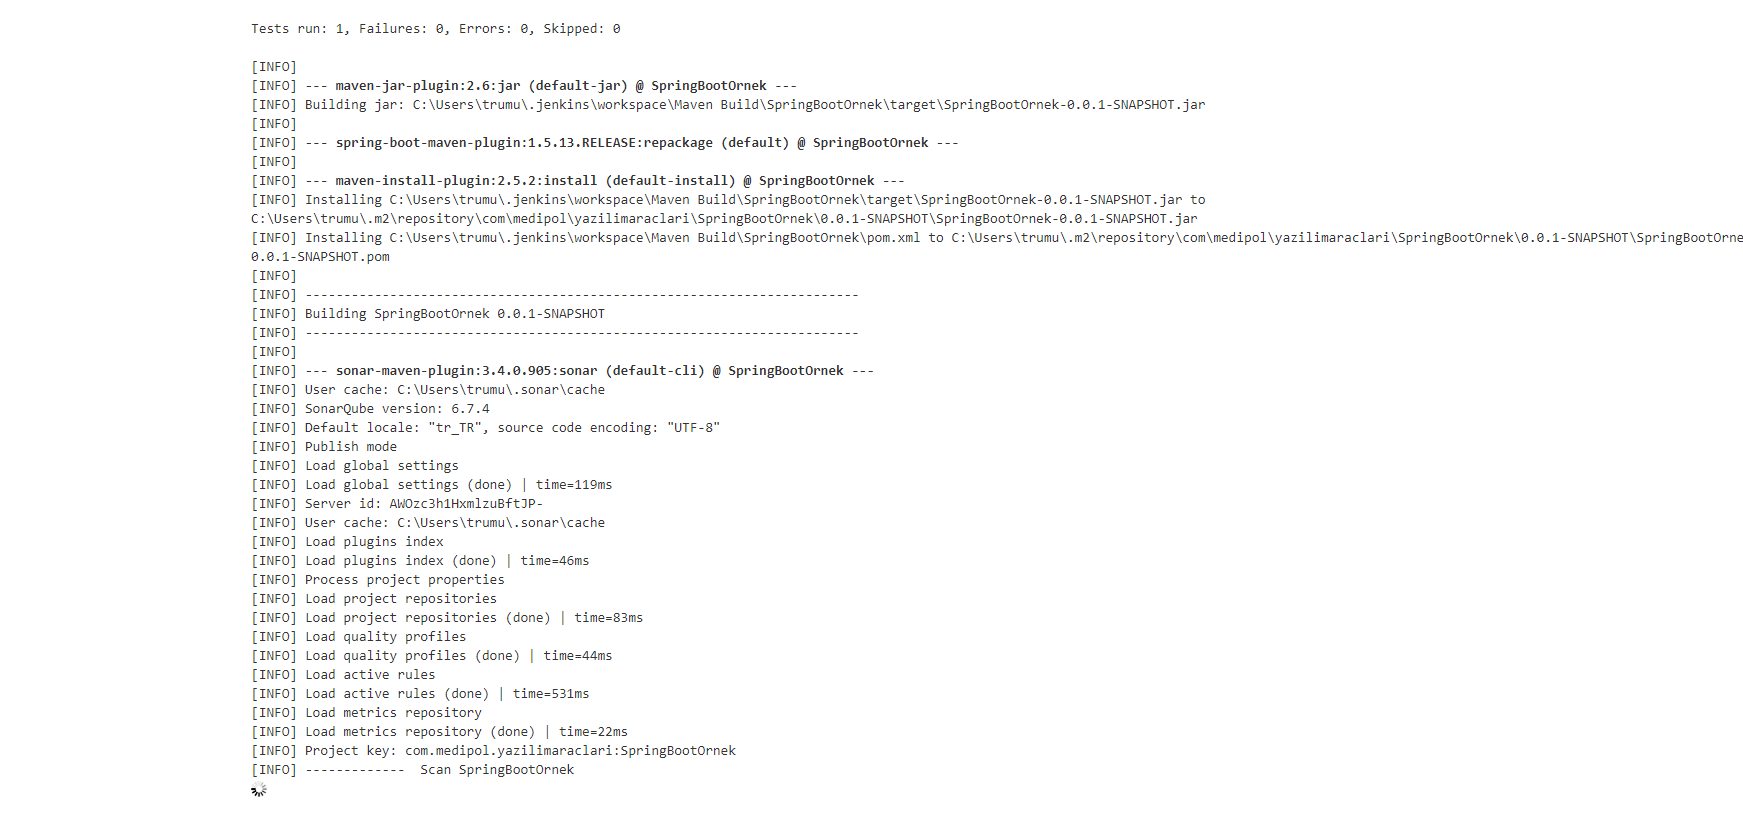 Tests run: 1, Failures: 0, Errors: 0, Skipped: 0
[INFO]
[INFO] --- maven-jar-plugin:2.6:jar (default-jar) @ SpringBootOrnek ---
[INFO] Building jar: C:\Users\trumu\.jenkins\workspace\Maven Build\SpringBootOrnek\target\SpringBootOrnek-0.0.1-SNAPSHOT.jar
[INFO]
[INFO] --- spring-boot-maven-plugin:1.5.13.RELEASE:repackage (default) @ SpringBootOrnek ---
[INFO]
[INFO] --- maven-install-plugin:2.5.2:install (default-install) @ SpringBootOrnek ---
[INFO] Installing C:\Users\trumu\.jenkins\workspace\Maven Build\SpringBootOrnek\target\SpringBootOrnek-0.0.1-SNAPSHOT.jar to
C:\Users\trumu\.m2\repository\com\medipol\yazilimaraclari\SpringBootOrnek\0.0.1-SNAPSHOT\SpringBootOrnek-0.0.1-SNAPSHOT.jar
[INFO] Installing C:\Users\trumu\.jenkins\workspace\Maven Build\SpringBootOrnek\pom.xml to C:\Users\trumu\.m2\repository\com\medipol\yazilimaraclari\SpringBootOrnek\0.0.1-SNAPSHOT\SpringBootOrne
0.0.1-SNAPSHOT.pom
[INFO]
[INFO] ------------------------------------------------------------------------
[INFO] Building SpringBootOrnek 0.0.1-SNAPSHOT
[INFO] ------------------------------------------------------------------------
[INFO]
[INFO] --- sonar-maven-plugin:3.4.0.905:sonar (default-cli) @ SpringBootOrnek ---
[INFO] User cache: C:\Users\trumu\.sonar\cache
[INFO] SonarQube version: 6.7.4
[INFO] Default locale: "tr_TR", source code encoding: "UTF-8"
[INFO] Publish mode
[INFO] Load global settings
[INFO] Load global settings (done) | time=119ms
[INFO] Server id: AWOzc3h1HxmlzuBftJP-
[INFO] User cache: C:\Users\trumu\.sonar\cache
[INFO] Load plugins index
[INFO] Load plugins index (done) | time=46ms
[INFO] Process project properties
[INFO] Load project repositories
[INFO] Load project repositories (done) | time=83ms
[INFO] Load quality profiles
[INFO] Load quality profiles (done) | time=44ms
[INFO] Load active rules
[INFO] Load active rules (done) | time=531ms
[INFO] Load metrics repository
[INFO] Load metrics repository (done) | time=22ms
[INFO] Project key: com.medipol.yazilimaraclari:SpringBootOrnek
[INFO] -------------  Scan SpringBootOrnek